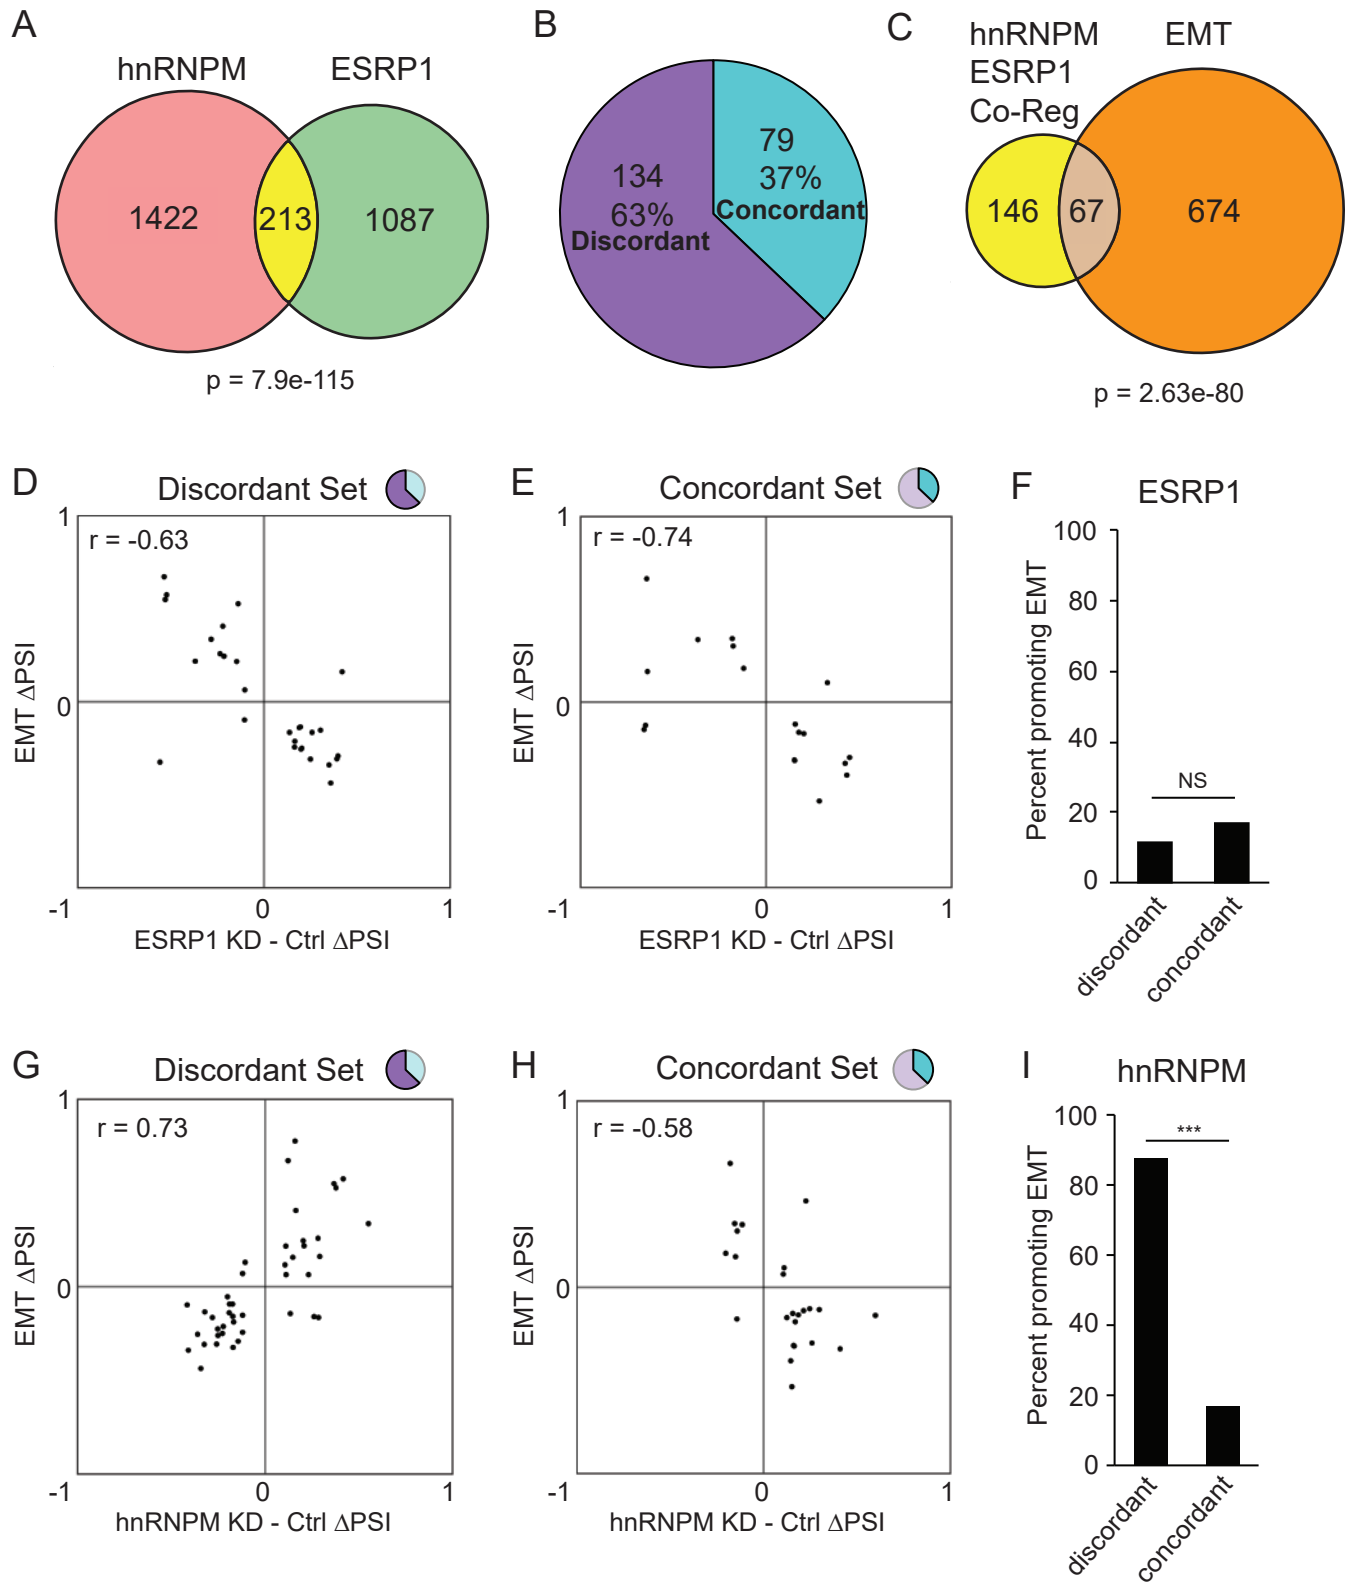 A
hnRNPM
ESRP1
1422
213
1087
p = 7.9e-115
B
79
37%
Concordant
134
63%
Discordant
C
hnRNPM
ESRP1
Co-Reg
EMT
146
67
674
p = 2.63e-80
D
Discordant Set
1
r = -0.63
EMT ΔPSI
0
-1
0
1
ESRP1 KD - Ctrl ΔPSI
E
Concordant Set
1
r = -0.74
EMT ΔPSI
0
-1
0
1
ESRP1 KD - Ctrl ΔPSI
F
ESRP1
Percent promoting EMT
100
80
60
40
20
0
NS
discordant
concordant
G
Discordant Set
1
r = 0.73
EMT ΔPSI
0
-1
0
1
hnRNPM KD - Ctrl ΔPSI
H
Concordant Set
1
r = -0.58
EMT ΔPSI
0
-1
0
1
hnRNPM KD - Ctrl ΔPSI
I
hnRNPM
Percent promoting EMT
100
80
60
40
20
0
***
discordant
concordant